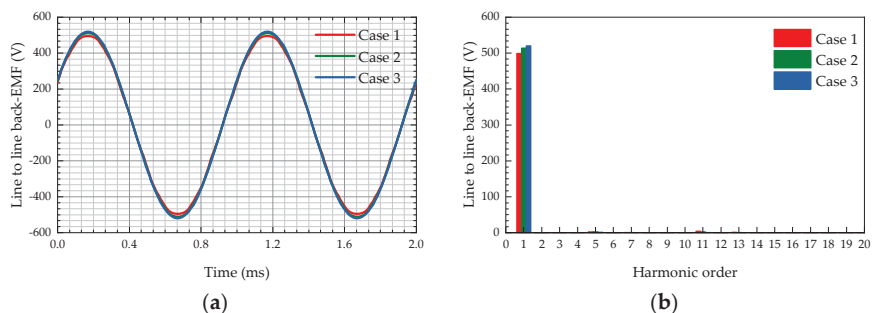 Line to line back-EMF (V)
600
400
200
0
-200
-400
-600
0.0 0.4 0.8 1.2 1.6 2.0
Time (ms)
Case 1
Case 2
Case 3
(a)
Line to line back-EMF (V)
600
500
400
300
200
100
0
0 1 2 3 4 5 6 7 8 9 10 11 12 13 14 15 16 17 18 19 20
Harmonic order
Case 1
Case 2
Case 3
(b)